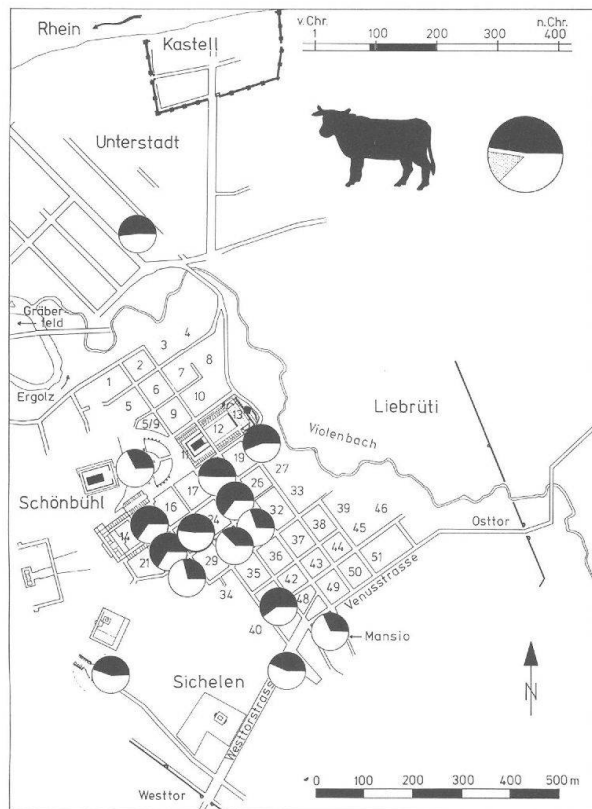 Rhein
Kastell
v. Chr. n. Chr.
1 100 200 300 400
Unterstadt
Gräber-
feld
Ergolz
3 4
1 2 7 8
5 6 10
5/9 9 12 13
11
Liebrüti
Violenbach
19 27
Schönbühl
16 17 26 33
24 32 39 46
14 38 45 Osttor
21 37 44 51
29 36 43 50
34 35 42 49
48
40
Venusstrasse
Mansio
Sichelen
Westtorstrass
N
Westtor
0 100 200 300 400 500 m